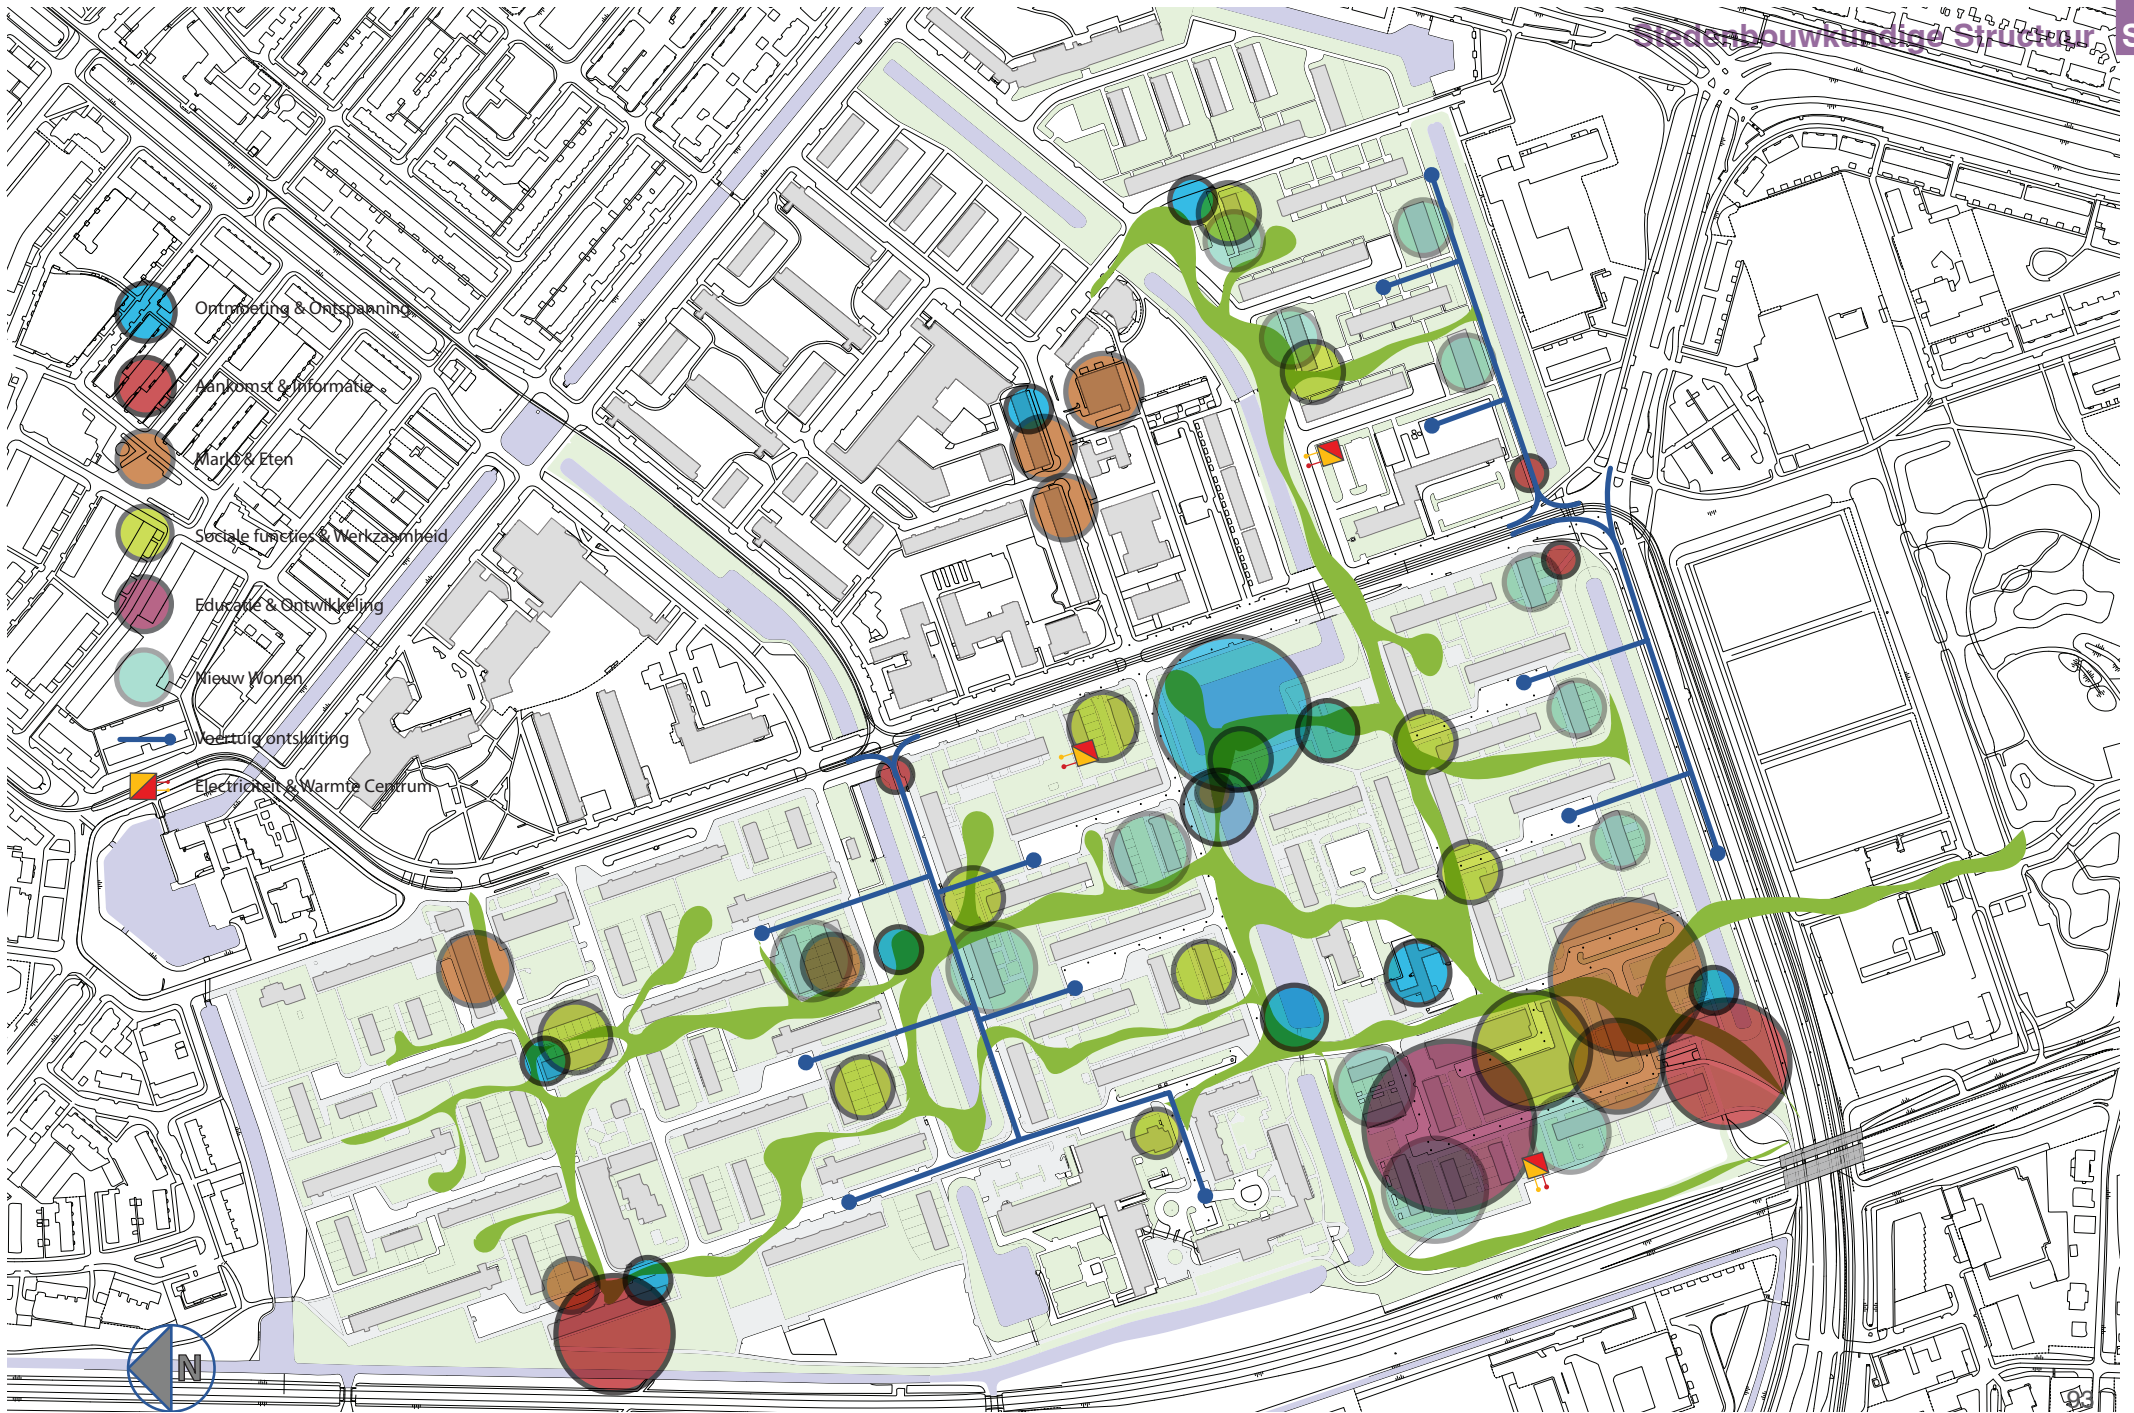 Stedenbouwkundige Structuur S
Ontmoeting & Ontspanning
Aankomst & Informatie
Markt & Eten
Sociale functies & Werkzaamheid
Educatie & Ontwikkeling
Nieuw Wonen
Voertuig ontsluiting
Electriciteit & Warmte Centrum
N
93